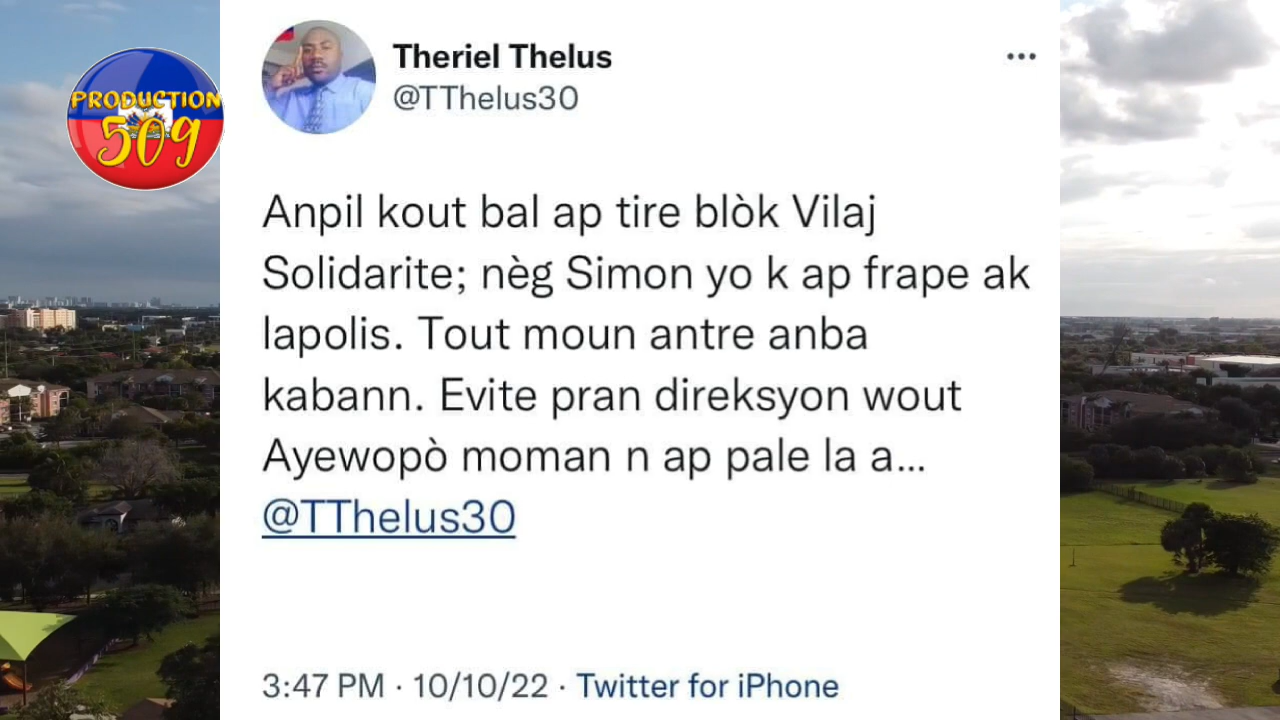 PRODUCTION
509
Theriel Thelus
@TThelus30
Anpil kout bal ap tire blòk Vilaj
Solidarite; nèg Simon yo k ap frape ak
lapolis. Tout moun antre anba
kabann. Evite pran direksyon wout
Ayewopò moman n ap pale la a...
@TThelus30
3:47 PM · 10/10/22 · Twitter for iPhone